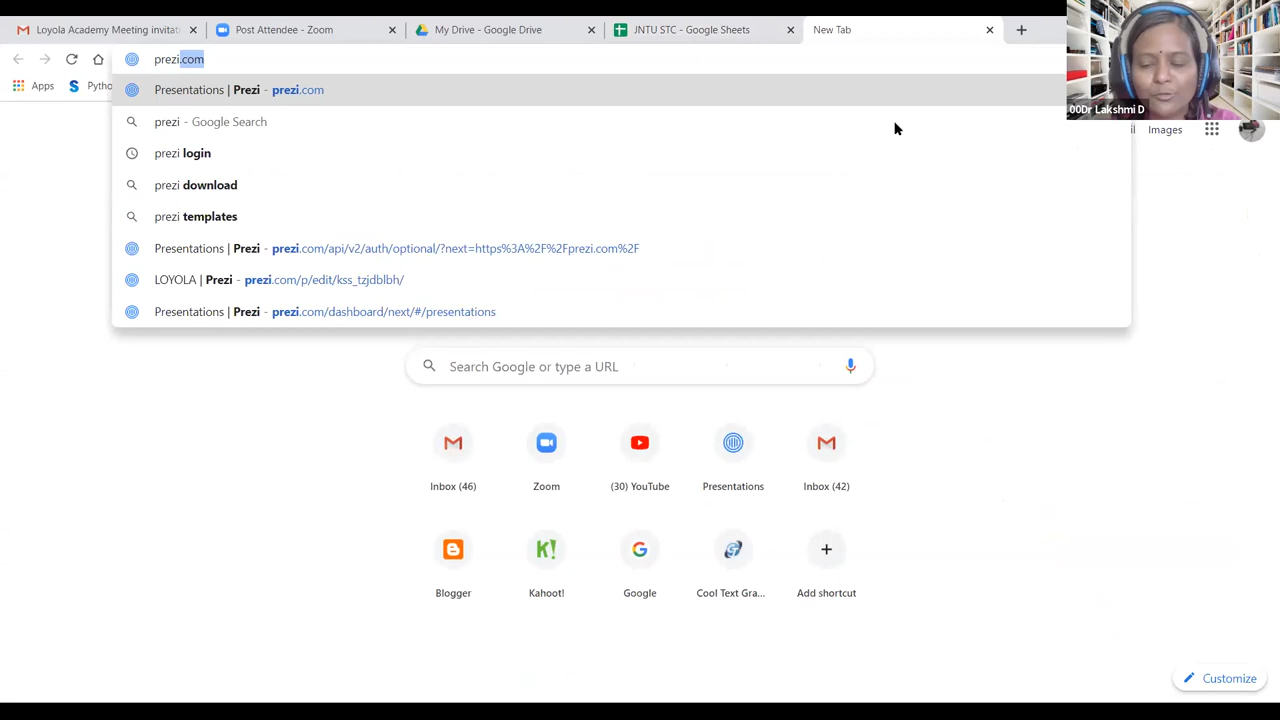 Loyola Academy Meeting invitati
Post Attendee - Zoom
My Drive - Google Drive
JNTU STC - Google Sheets
New Tab
prezi.com
Apps
Pytho
Presentations | Prezi - prezi.com
00Dr Lakshmi D
prezi - Google Search
il
Images
prezi login
prezi download
prezi templates
Presentations | Prezi - prezi.com/api/v2/auth/optional/?next=https%3A%2F%2Fprezi.com%2F
LOYOLA | Prezi - prezi.com/p/edit/kss_tzjdblbh/
Presentations | Prezi - prezi.com/dashboard/next/#/presentations
Search Google or type a URL
Inbox (46)
Zoom
(30) YouTube
Presentations
Inbox (42)
Blogger
Kahoot!
Google
Cool Text Gra...
Add shortcut
Customize